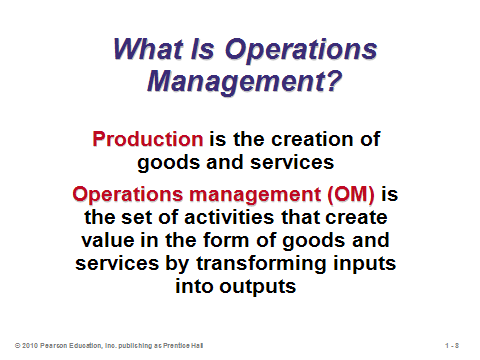 What Is Operations
Management?
Production is the creation of
goods and services
Operations management (OM) is
the set of activities that create
value in the form of goods and
services by transforming inputs
into outputs
© 2010 Pearson Education, Inc. publishing as Prentice Hall
1 - 8